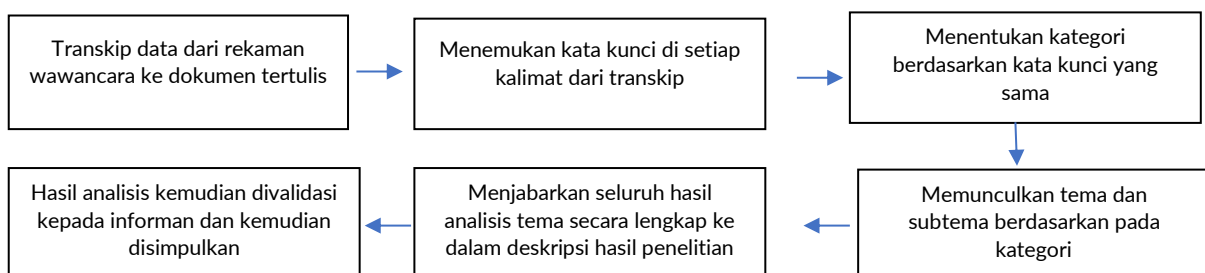 Transkip data dari rekaman
wawancara ke dokumen tertulis
Menemukan kata kunci di setiap
kalimat dari transkip
Menentukan kategori
berdasarkan kata kunci yang
sama
Memunculkan tema dan
subtema berdasarkan pada
kategori
Menjabarkan seluruh hasil
analisis tema secara lengkap ke
dalam deskripsi hasil penelitian
Hasil analisis kemudian divalidasi
kepada informan dan kemudian
disimpulkan